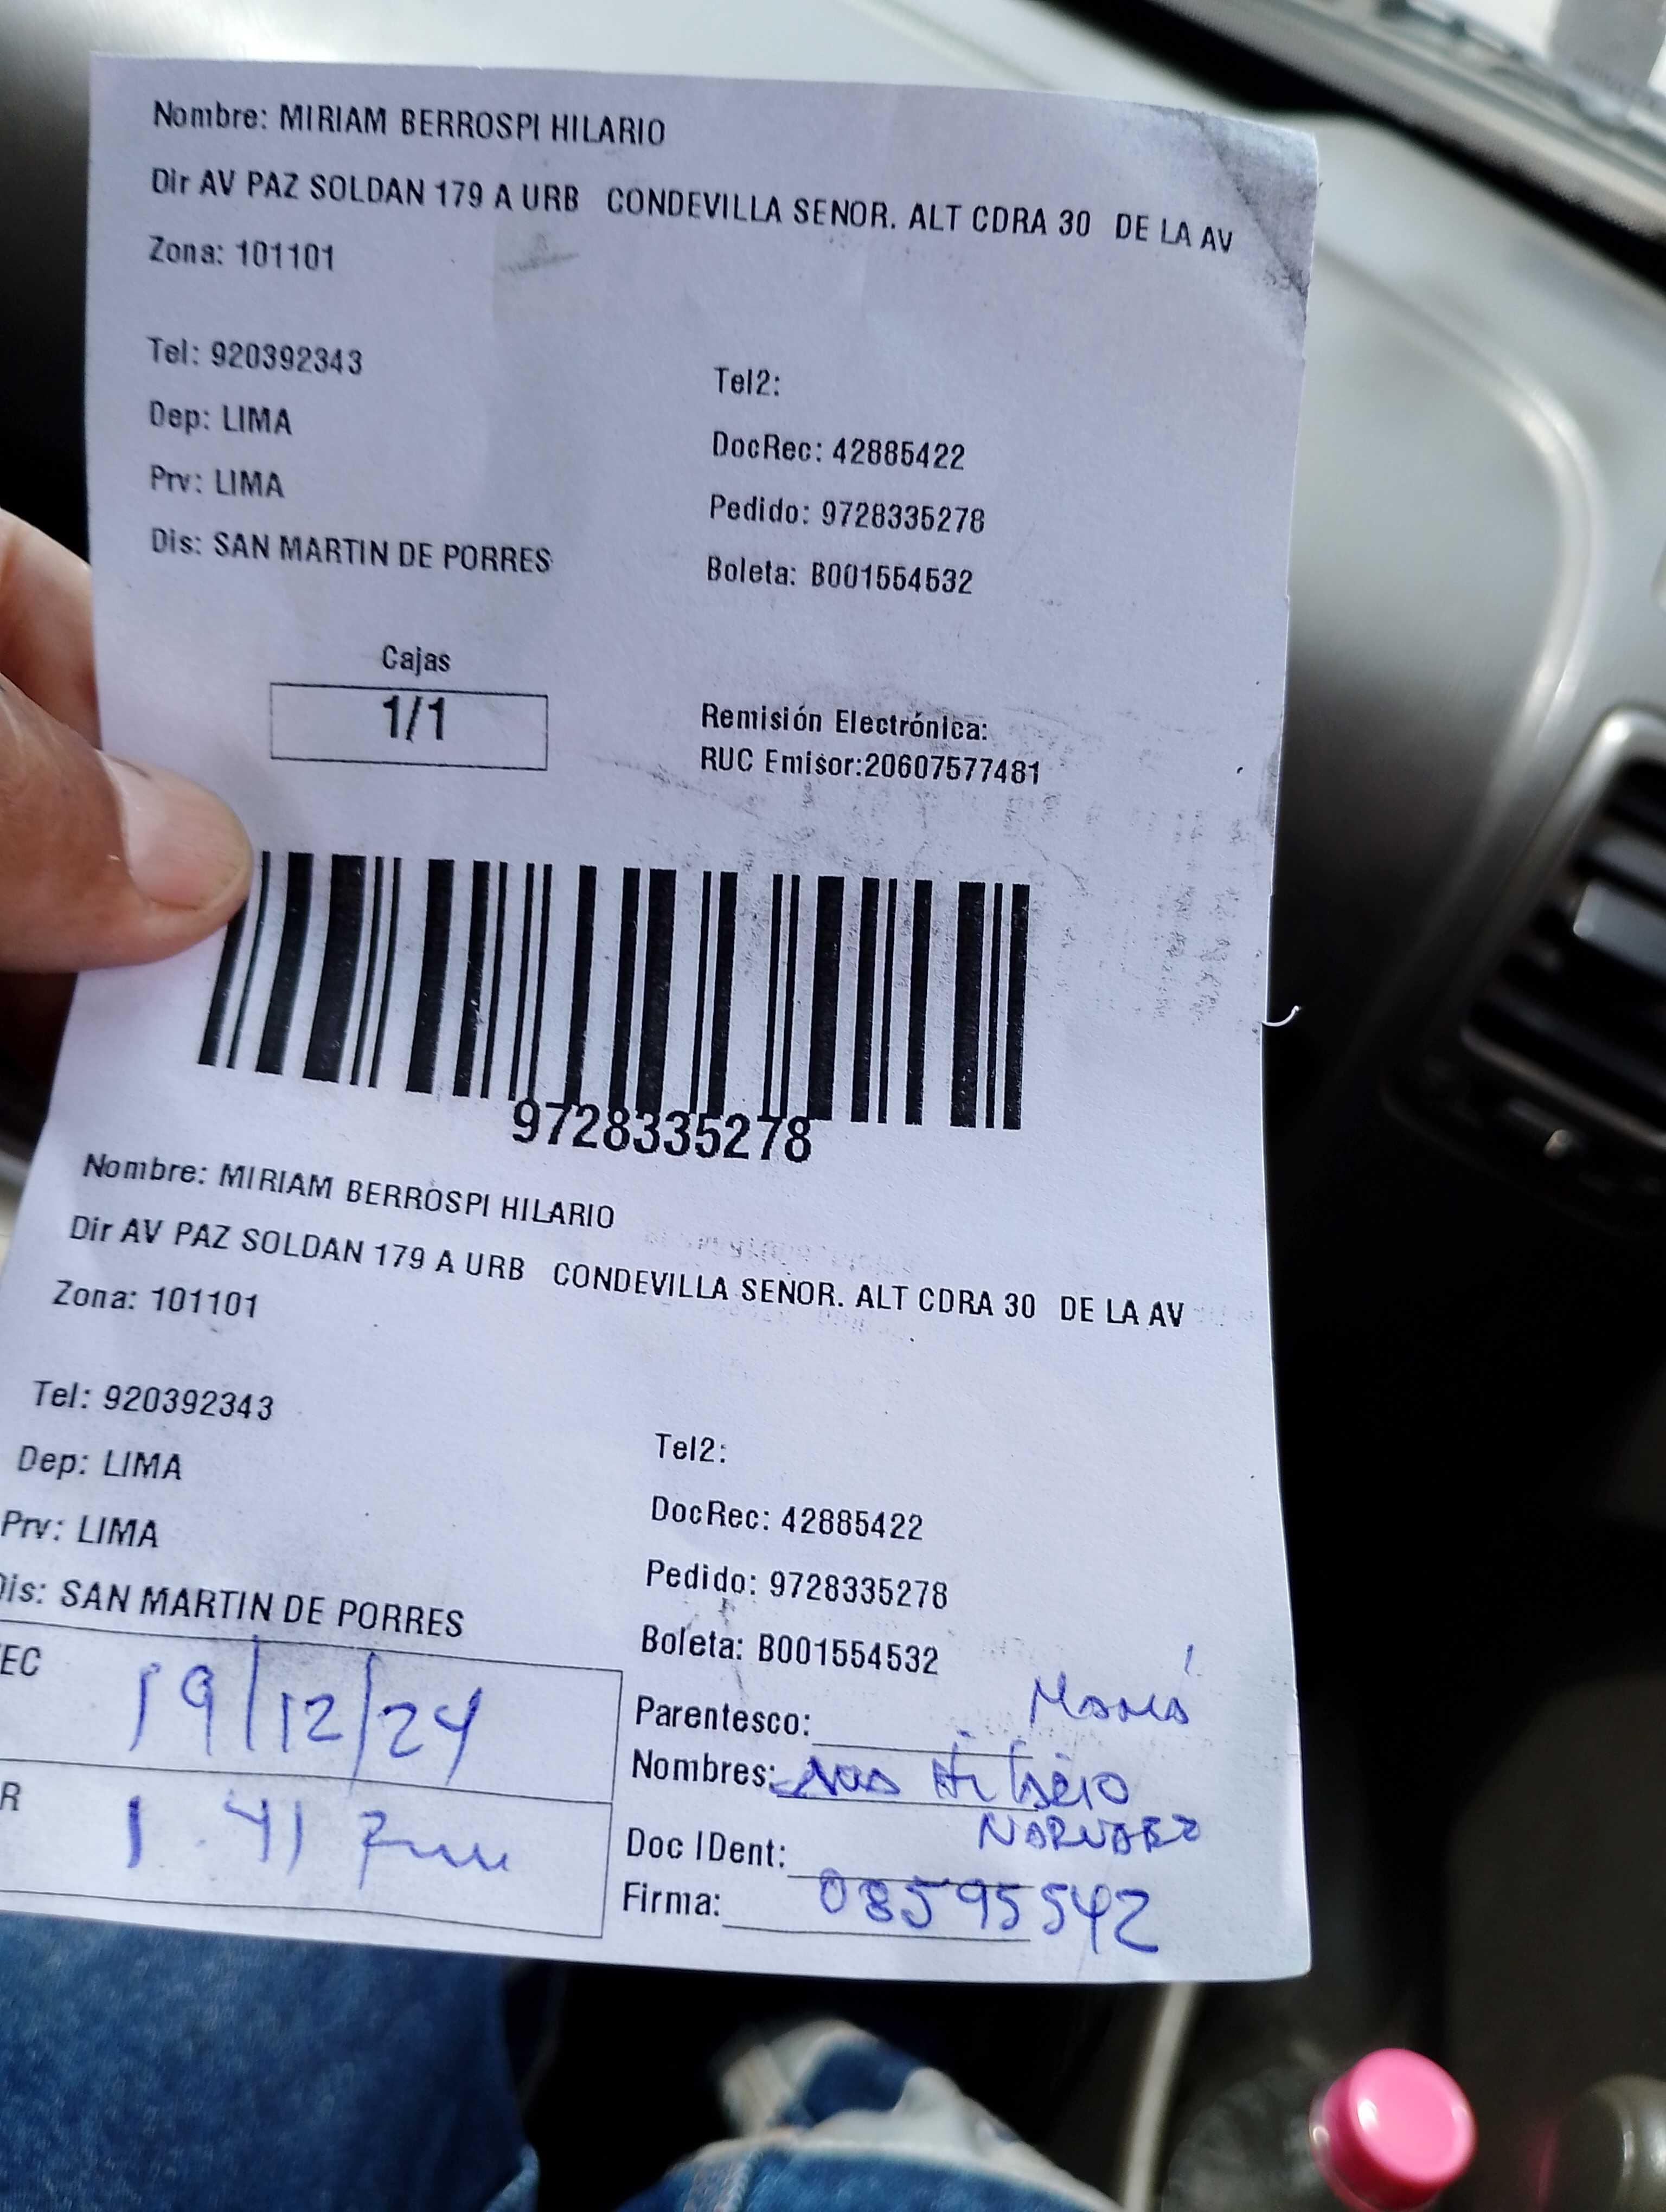 Nombre: MIRIAM BERROSPI HILARIO
Dir AV PAZ SOLDAN 179 A URB CONDEVILLA SENOR. ALT CDRA 30 DE LA AV
Zona: 101101
Tel: 920392343
Tel2:
Dep: LIMA
DocRec: 42885422
Prv: LIMA
Pedido: 9728335278
Dis: SAN MARTIN DE PORRES
Boleta: B001554532
Cajas
1/1
Remisión Electrónica:
RUC Emisor:20607577481
9728335278
Nombre: MIRIAM BERROSPI HILARIO
Dir AV PAZ SOLDAN 179 A URB CONDEVILLA SENOR. ALT CDRA 30 DE LA AV
Zona: 101101
Tel: 920392343
Tel2:
Dep: LIMA
DocRec: 42885422
Prv: LIMA
Pedido: 9728335278
Dis: SAN MARTIN DE PORRES
Boleta: B001554532
EC 19/12/24
Parentesco: Mamá
Nombres: Hilario
R 1.41
NARVAEZ
Doc IDent:
Firma: 08595542